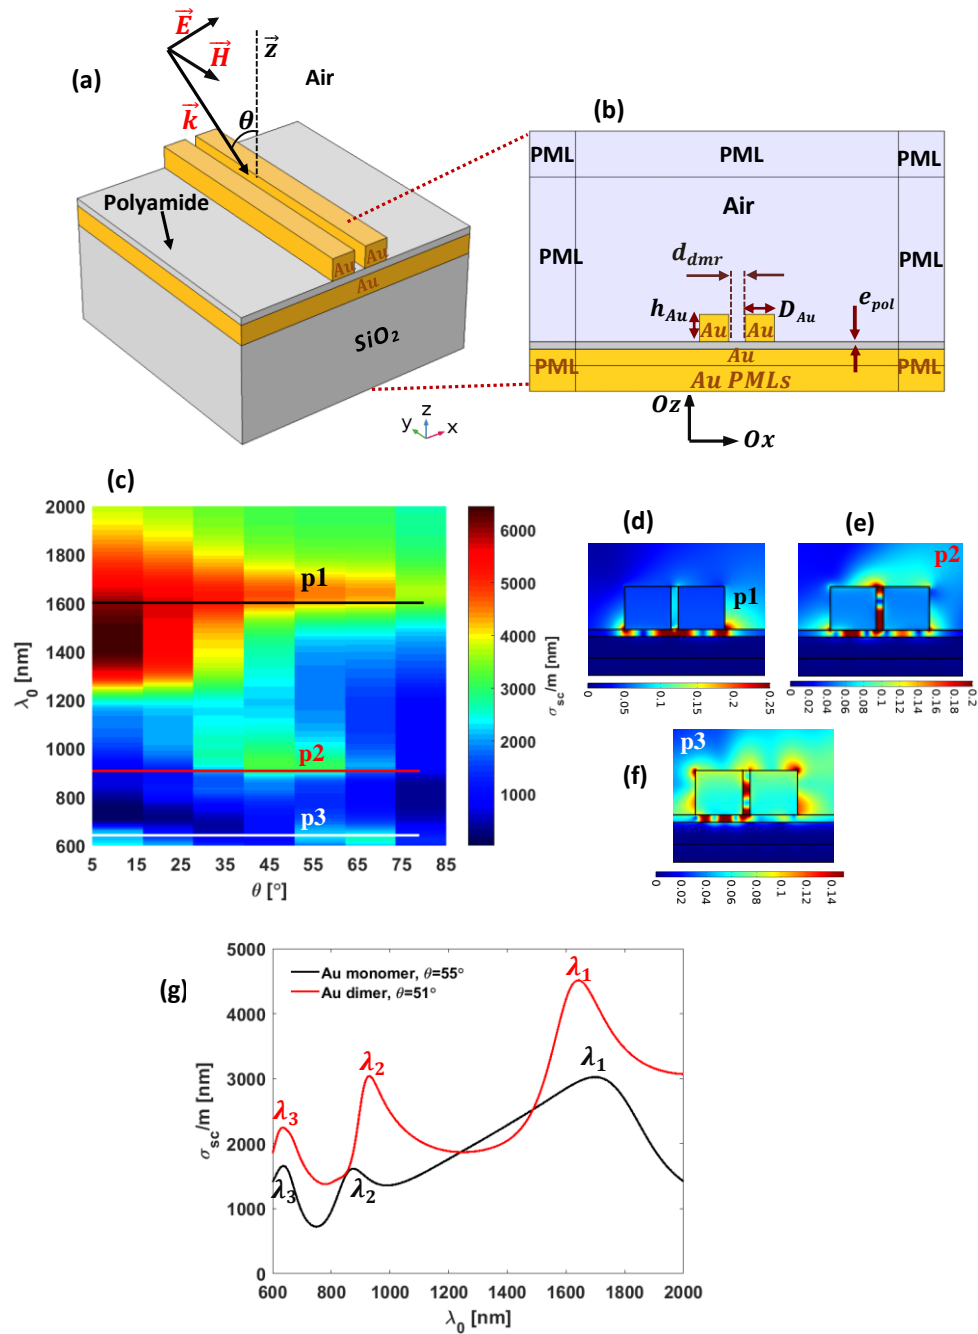 (a)
E
H
k
θ
z
Air
Polyamide
Au
Au
Au
SiO₂
z
y
x
(b)
PML
PML
PML
Air
PML
PML
d_dmr
h_Au
D_Au
e_pol
Au
Au
PML
Au
PML
Au PMLs
Oz
Ox
(c)
λ₀ [nm]
2000
1800
1600
1400
1200
1000
800
600
p1
p2
p3
5 15 25 35 45 55 65 75 85
θ [°]
6000
5000
4000
3000
2000
1000
σ_sc/m [nm]
(d)
p1
0.05 0.1 0.15 0.2 0.25
(e)
p2
0 0.02 0.04 0.06 0.08 0.1 0.12 0.14 0.16 0.18 0.2
(f)
p3
0 0.02 0.04 0.06 0.08 0.1 0.12 0.14
(g)
σ_sc/m [nm]
5000
4000
3000
2000
1000
0
Au monomer, θ=55°
Au dimer, θ=51°
λ₁
λ₂
λ₃
λ₁
λ₂
λ₃
600 800 1000 1200 1400 1600 1800 2000
λ₀ [nm]